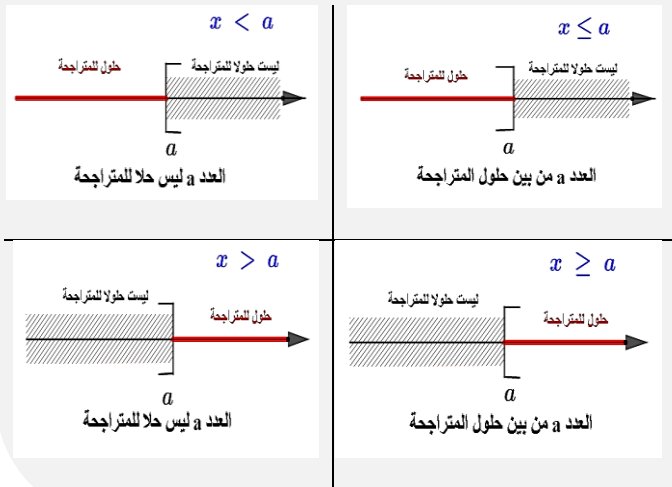 x ≤ a
حلول للمتراجحة
ليست حلولا للمتراجحة
a
العدد a من بين حلول المتراجحة
x < a
حلول للمتراجحة
ليست حلولا للمتراجحة
a
العدد a ليس حلا للمتراجحة
x ≥ a
ليست حلولا للمتراجحة
حلول للمتراجحة
a
العدد a من بين حلول المتراجحة
x > a
ليست حلولا للمتراجحة
حلول للمتراجحة
a
العدد a ليس حلا للمتراجحة